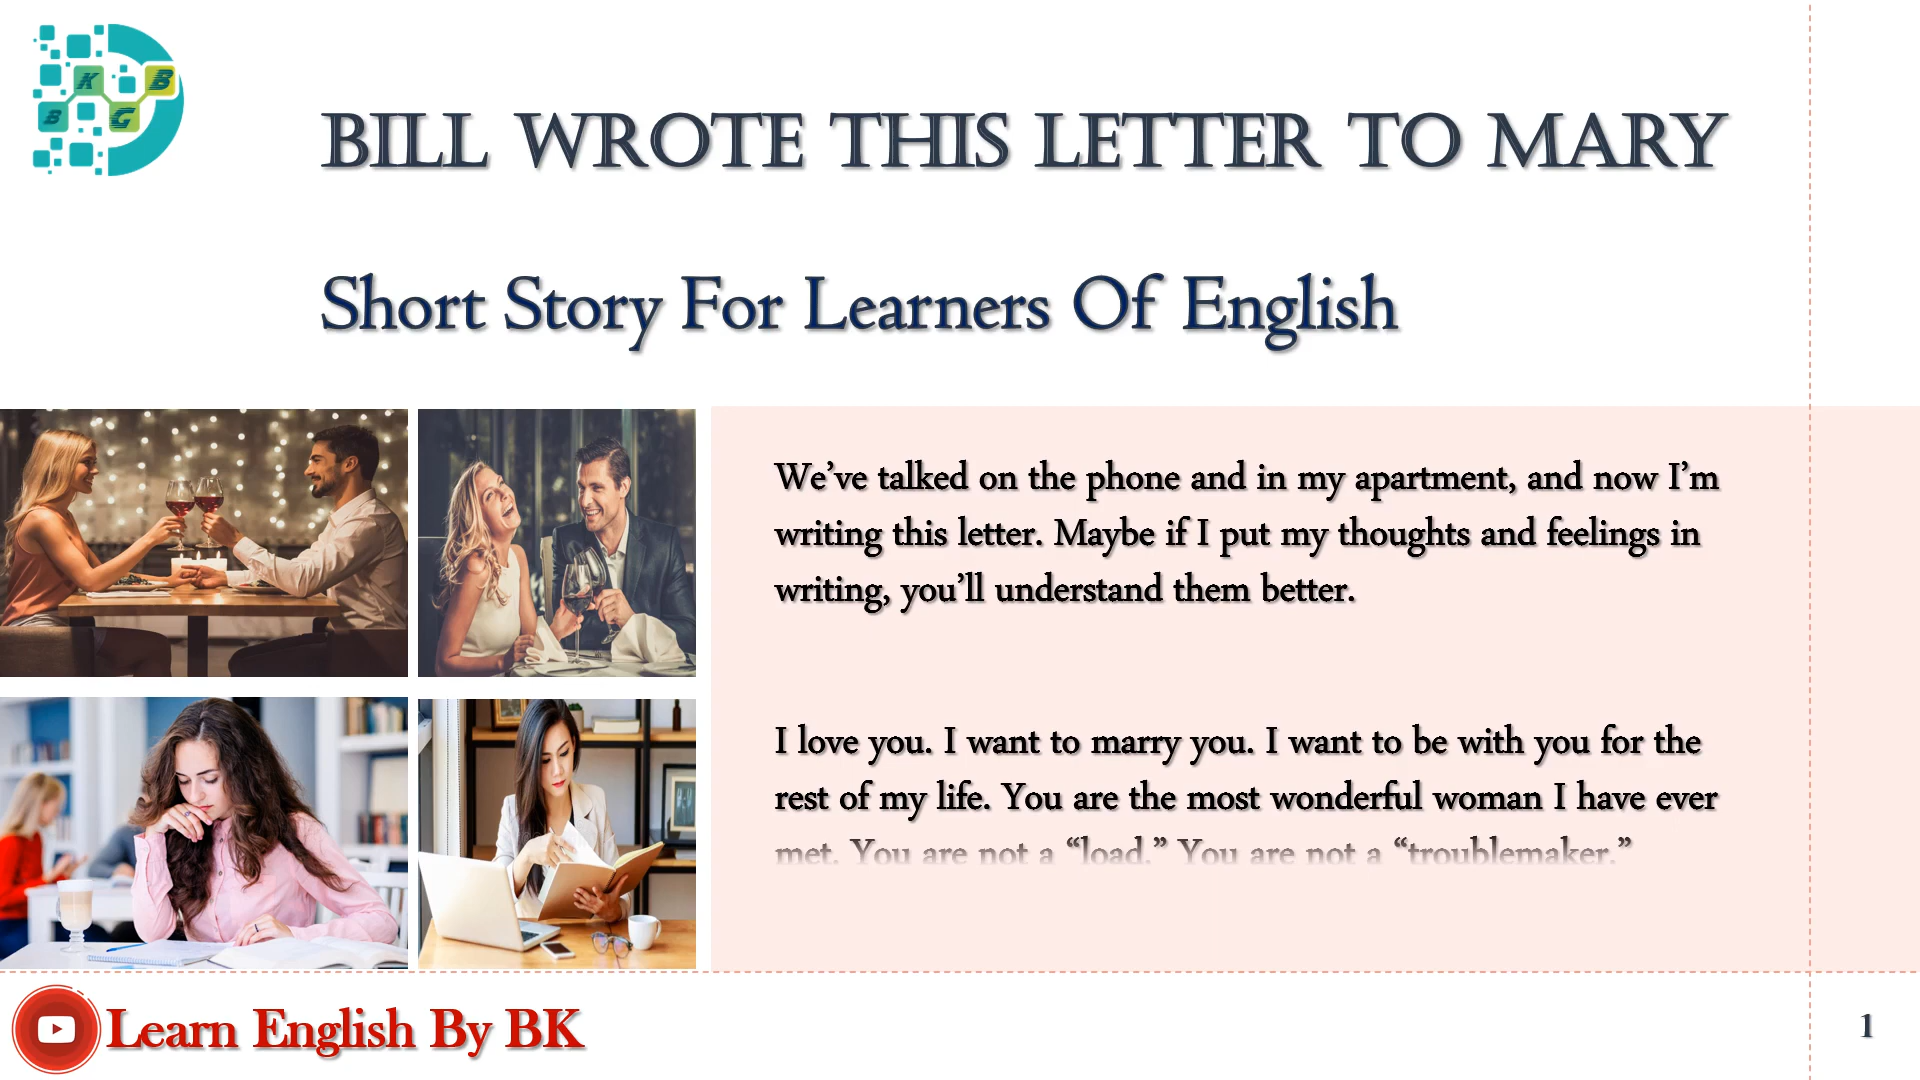 K B
B G
BILL WROTE THIS LETTER TO MARY
Short Story For Learners Of English
We’ve talked on the phone and in my apartment, and now I’m
writing this letter. Maybe if I put my thoughts and feelings in
writing, you’ll understand them better.
I love you. I want to marry you. I want to be with you for the
rest of my life. You are the most wonderful woman I have ever
met. You are not a “load.” You are not a “troublemaker.”
Learn English By BK
1